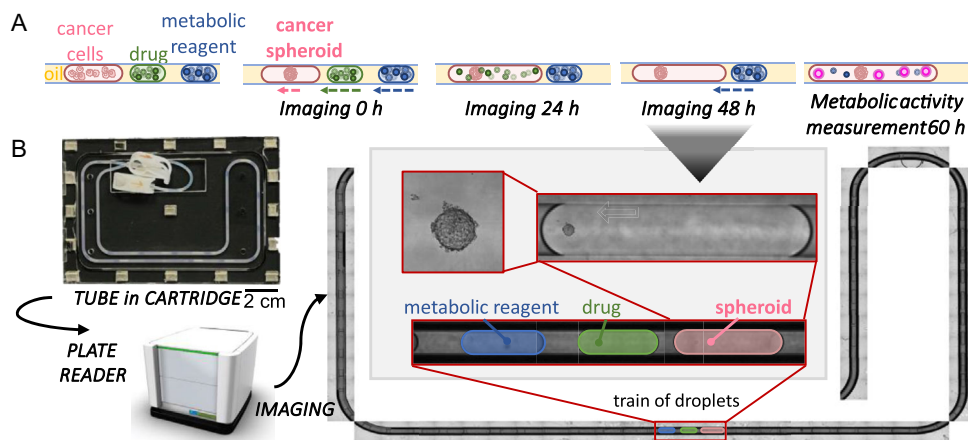 A
cancer
cells
drug
metabolic
reagent
cancer
spheroid
oil
Imaging 0 h
Imaging 24 h
Imaging 48 h
Metabolic activity
measurement 60 h
B
TUBE in CARTRIDGE
2 cm
PLATE
READER
IMAGING
metabolic reagent
drug
spheroid
train of droplets